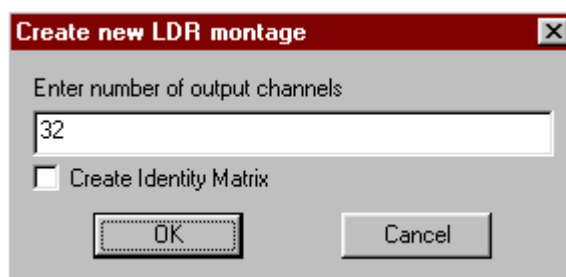 Create new LDR montage
Enter number of output channels
32
Create Identity Matrix
OK Cancel